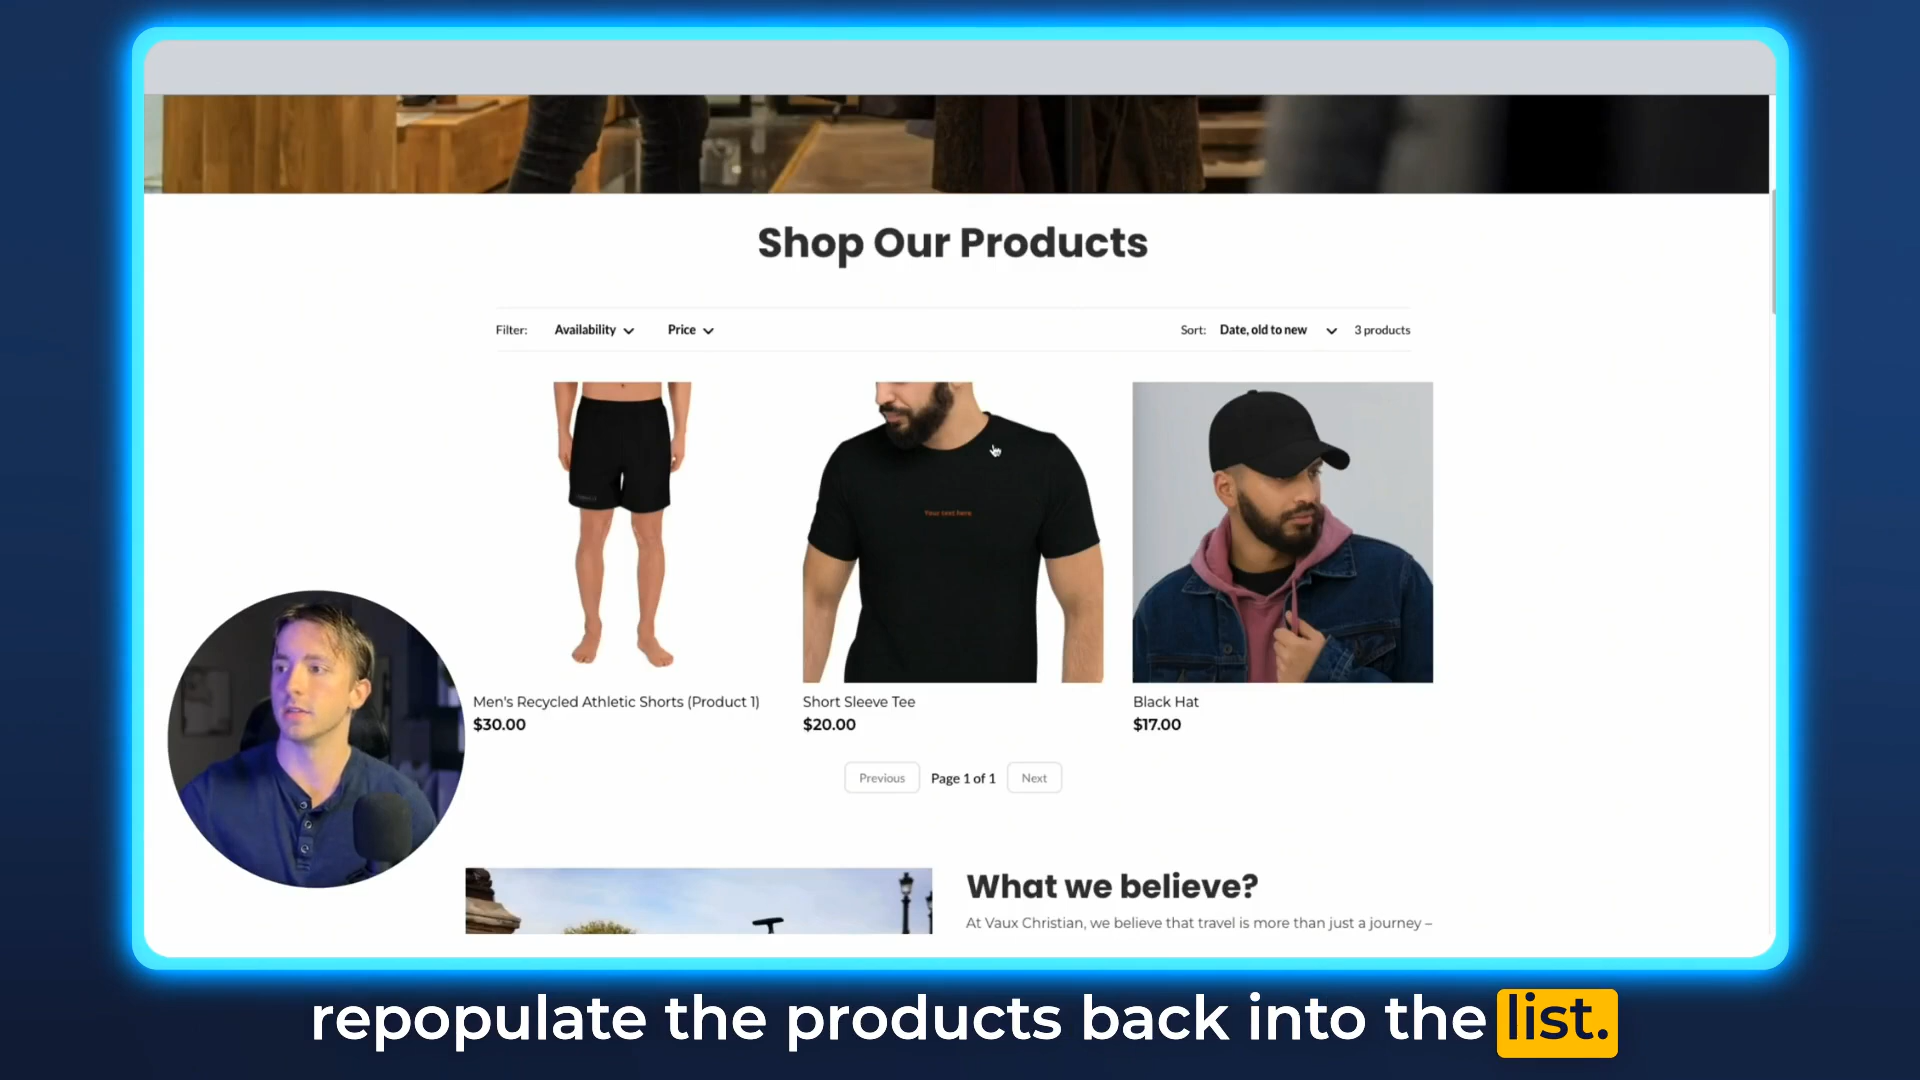 Shop Our Products
Filter: Availability Price Sort: Date, old to new 3 products
Your text here
Men's Recycled Athletic Shorts (Product 1)
$30.00
Short Sleeve Tee
$20.00
Black Hat
$17.00
Previous Page 1 of 1 Next
What we believe?
At Vaux Christian, we believe that travel is more than just a journey –
repopulate the products back into the list.